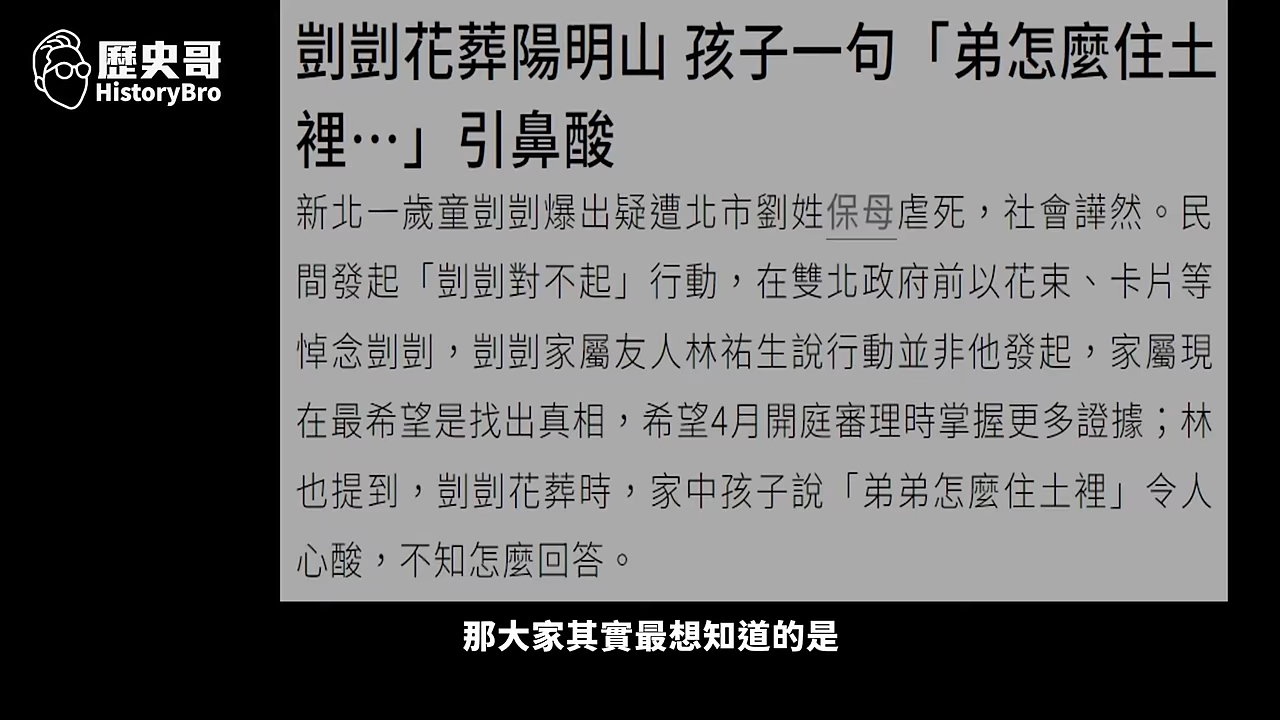 歷史哥
HistoryBro
剴剴花葬陽明山 孩子一句「弟怎麼住土
裡…」引鼻酸
新北一歲童剴剴爆出疑遭北市劉姓保母虐死，社會譁然。民
間發起「剴剴對不起」行動，在雙北政府前以花束、卡片等
悼念剴剴，剴剴家屬友人林祐生說行動並非他發起，家屬現
在最希望是找出真相，希望4月開庭審理時掌握更多證據；林
也提到，剴剴花葬時，家中孩子說「弟弟怎麼住土裡」令人
心酸，不知怎麼回答。
那大家其實最想知道的是